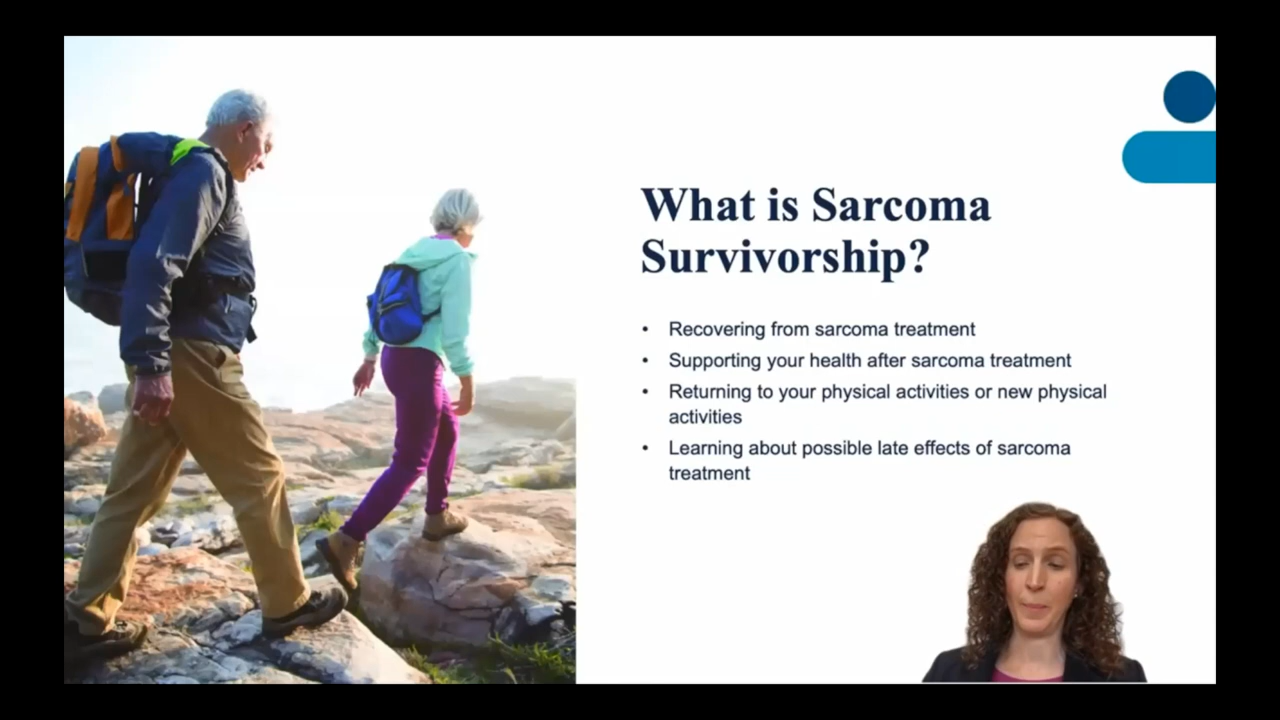 What is Sarcoma
Survivorship?
• Recovering from sarcoma treatment
• Supporting your health after sarcoma treatment
• Returning to your physical activities or new physical
activities
• Learning about possible late effects of sarcoma
treatment